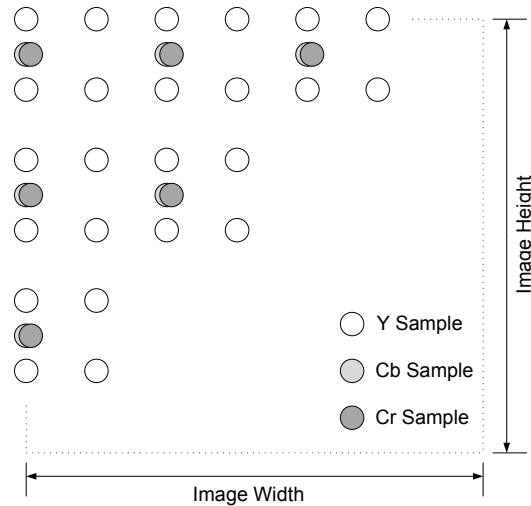 Y Sample
Cb Sample
Cr Sample
Image Height
Image Width